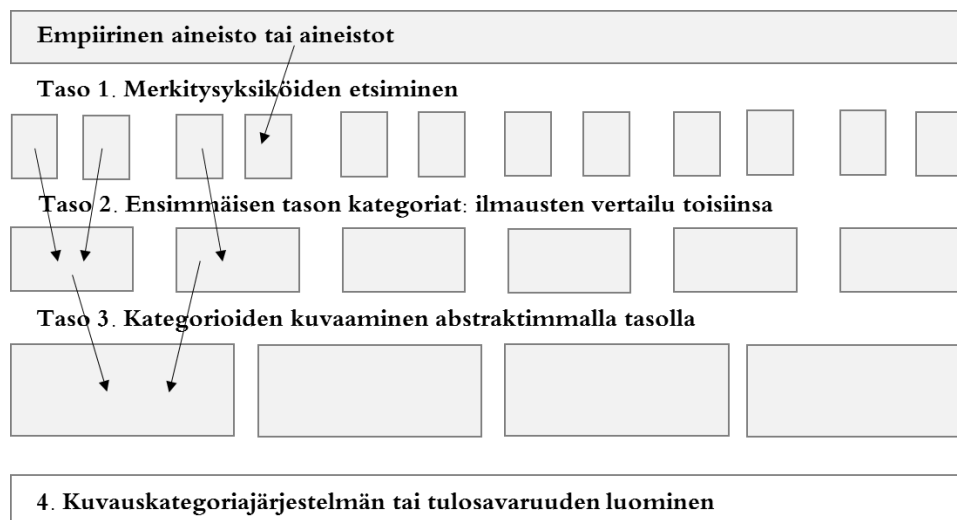 Empiirinen aineisto tai aineistot
Taso 1. Merkitysyksiköiden etsiminen
Taso 2. Ensimmäisen tason kategoriat: ilmausten vertailu toisiinsa
Taso 3. Kategorioiden kuvaaminen abstraktimmalla tasolla
4. Kuvauskategoriajärjestelmän tai tulosavaruuden luominen